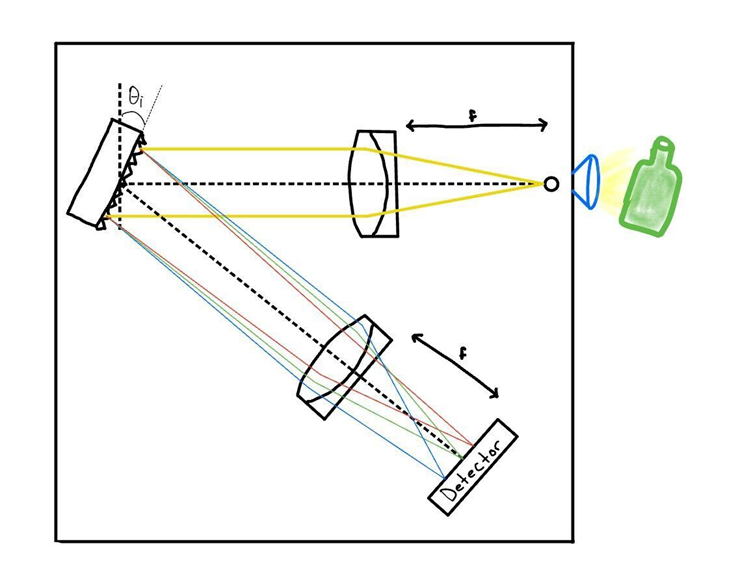 θi
f
f
Detector